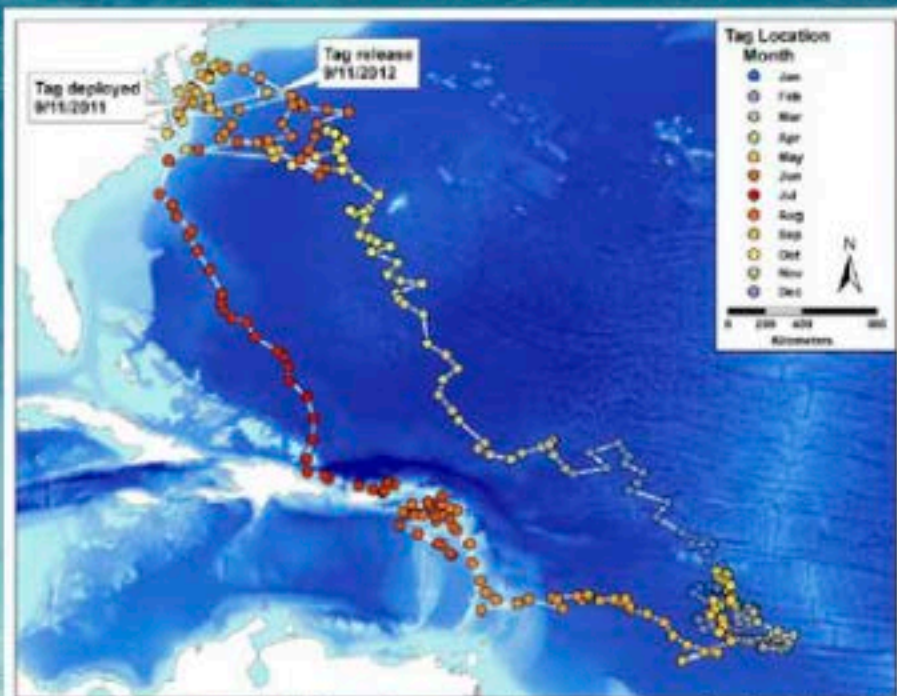 Tag deployed
9/11/2011
Tag release
9/11/2012
Tag Location
Month
Jan
Feb
Mar
Apr
May
Jun
Jul
Aug
Sep
Oct
Nov
Dec
N
0 200 400 800
Kilometers